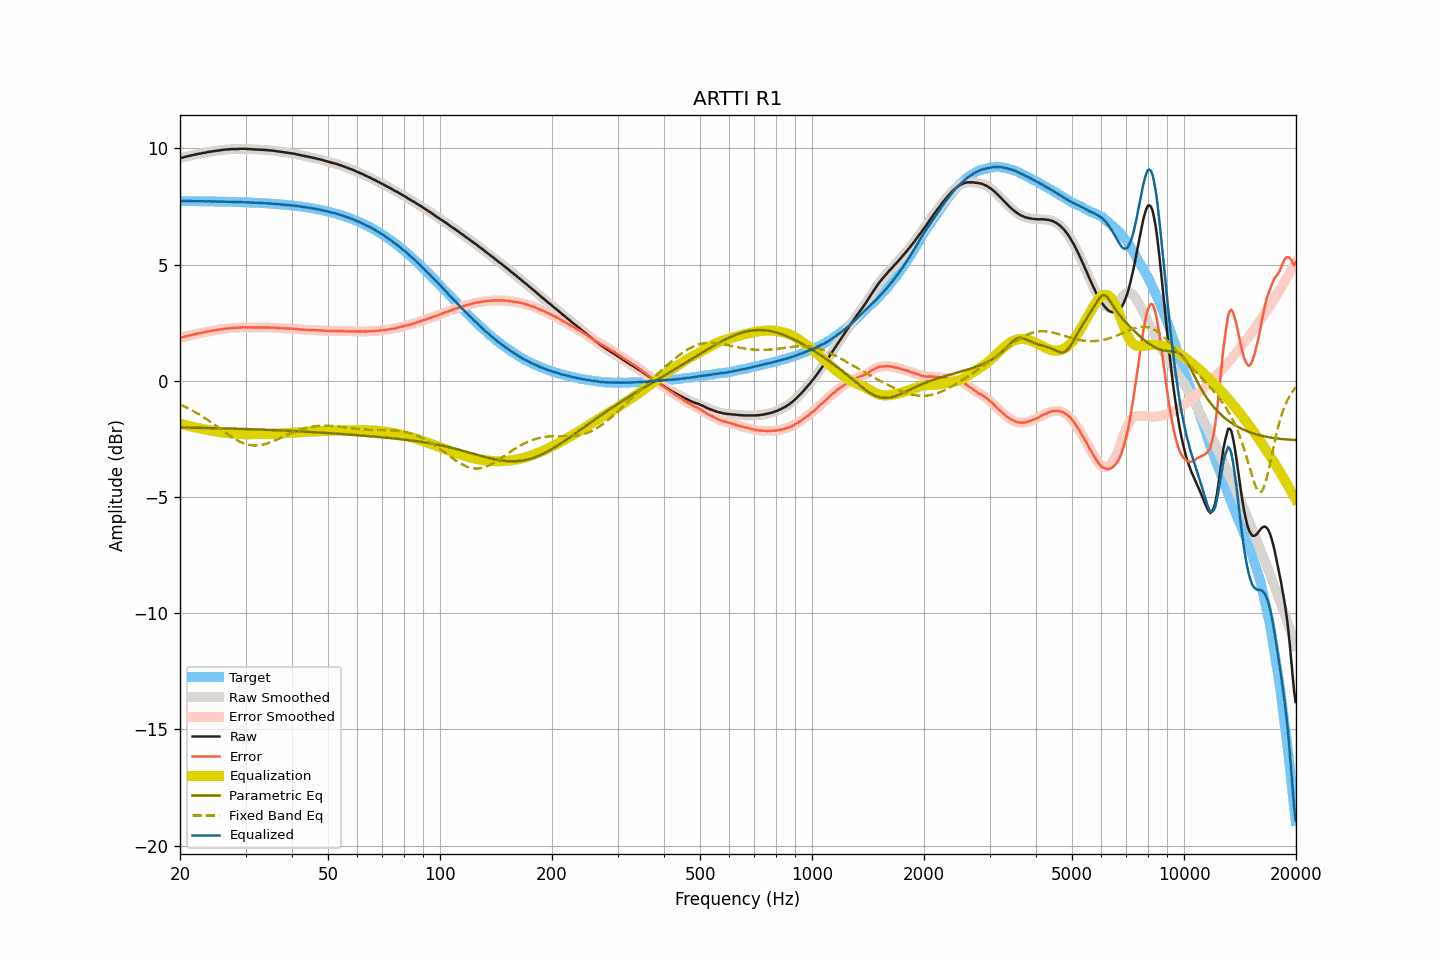 ARTTI R1
10
5
0
−5
−10
−15
−20
Amplitude (dBr)
20
50
100
200
500
1000
2000
5000
10000
20000
Frequency (Hz)
Target
Raw Smoothed
Error Smoothed
Raw
Error
Equalization
Parametric Eq
Fixed Band Eq
Equalized